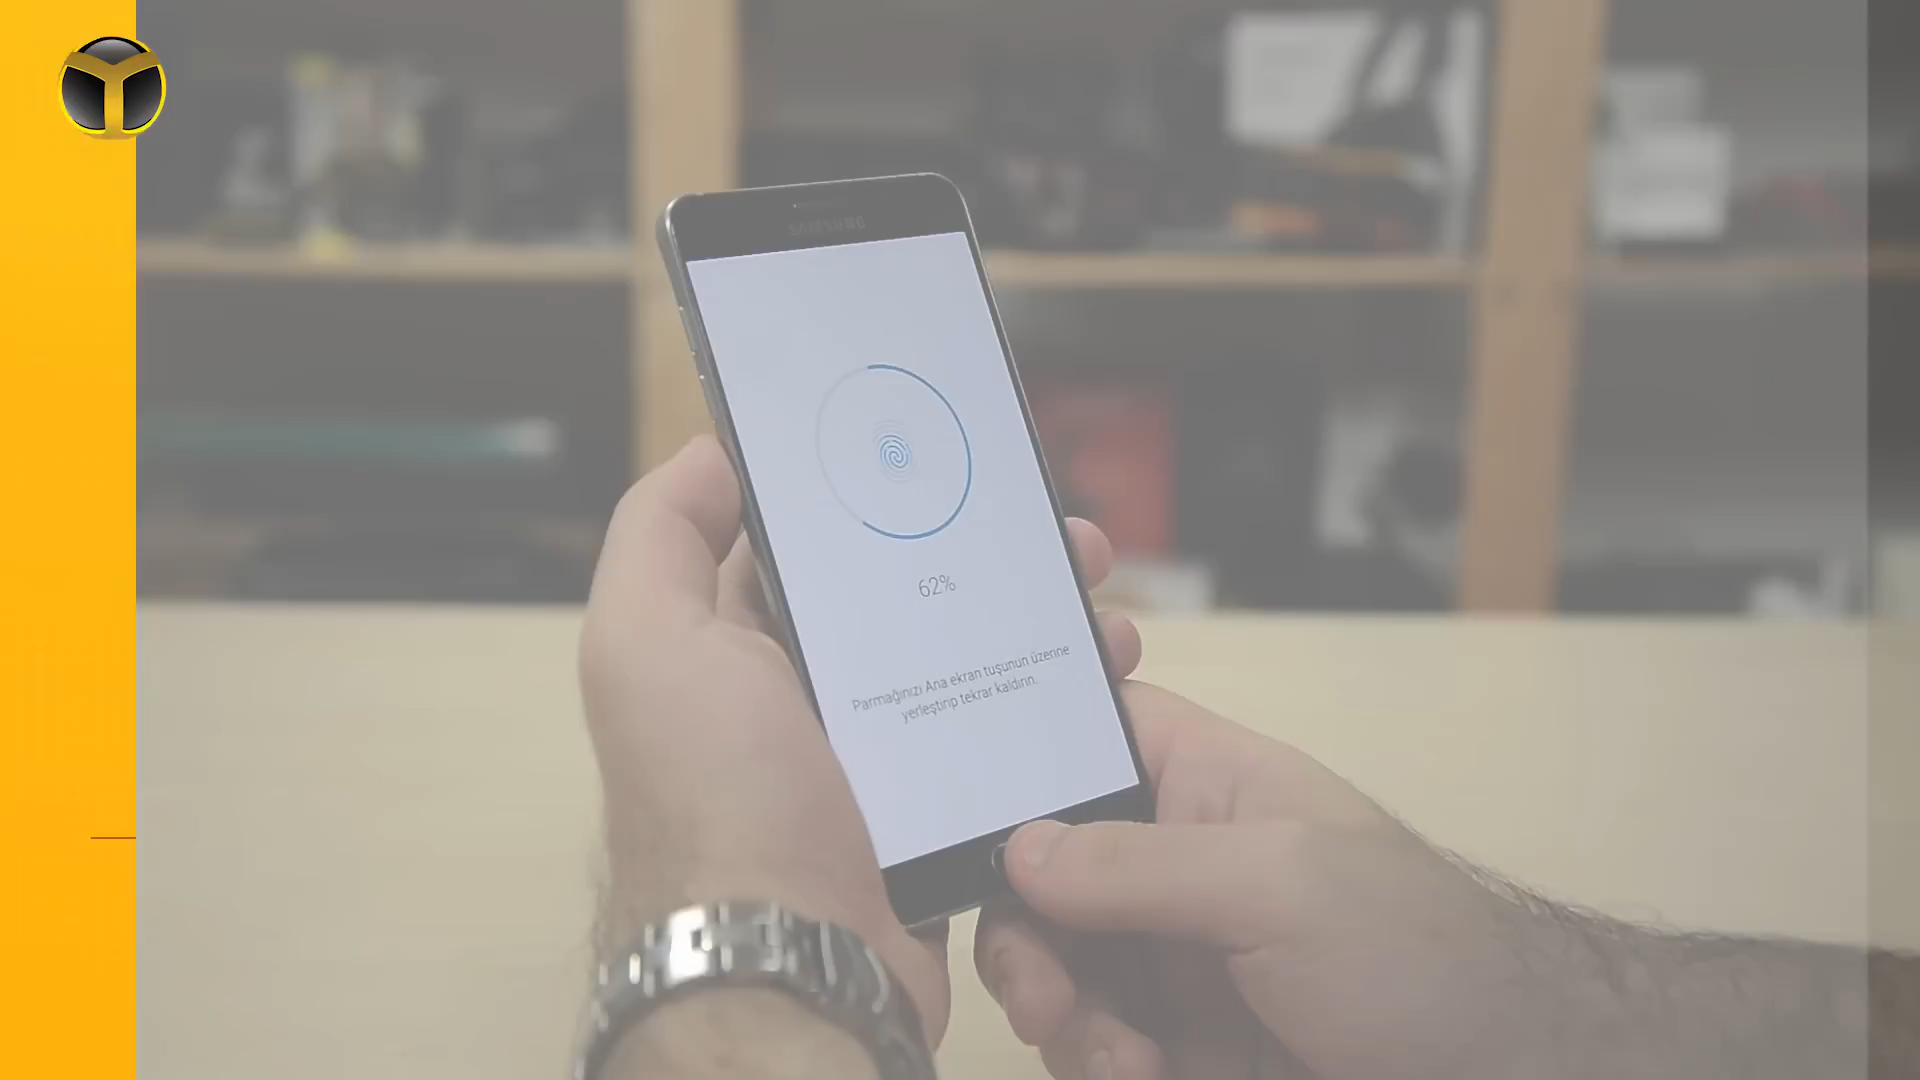 SAMSUNG
62%
Parmağınızı Ana ekran tuşunun üzerine
yerleştirip tekrar kaldırın.